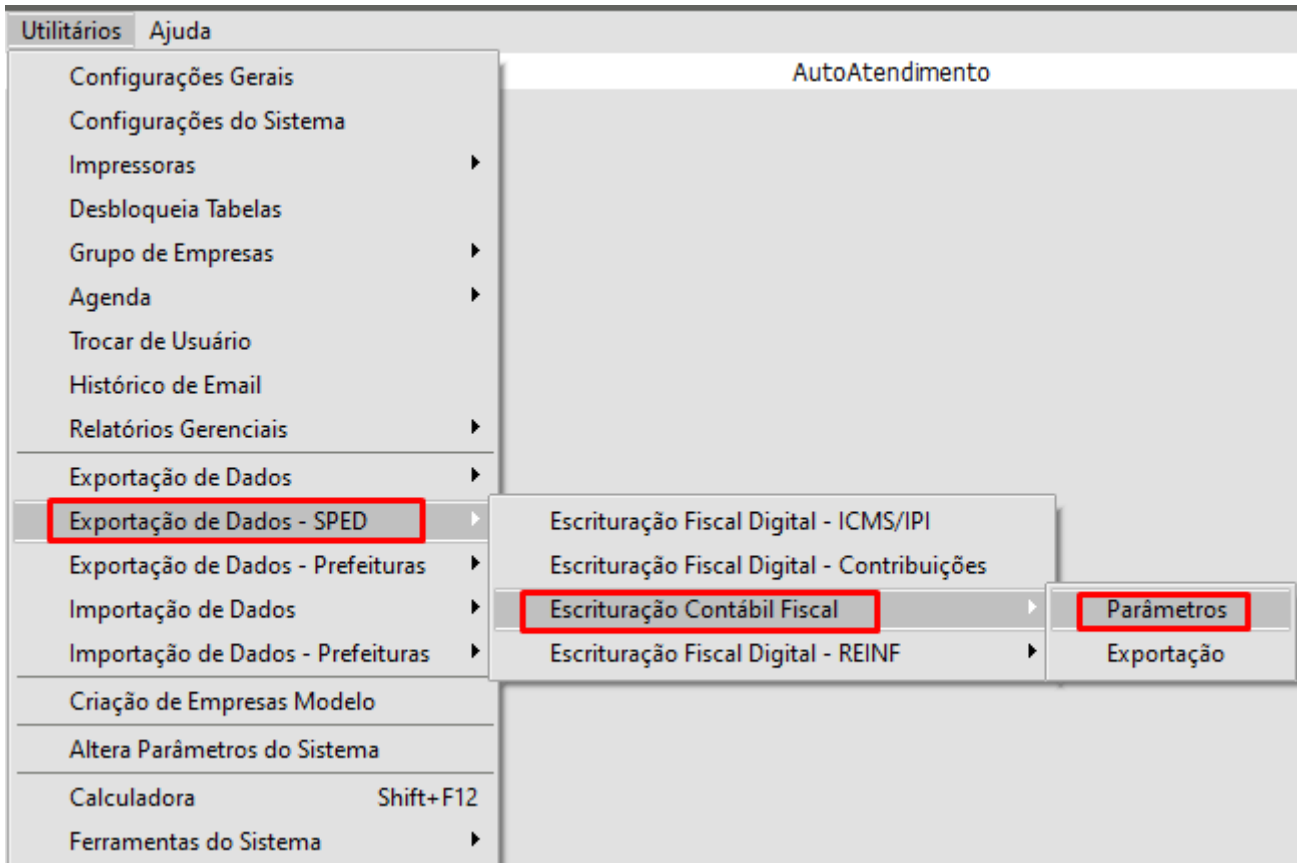 Utilitários Ajuda
AutoAtendimento
Configurações Gerais
Configurações do Sistema
Impressoras
Desbloqueia Tabelas
Grupo de Empresas
Agenda
Trocar de Usuário
Histórico de Email
Relatórios Gerenciais
Exportação de Dados
Exportação de Dados - SPED
Exportação de Dados - Prefeituras
Importação de Dados
Importação de Dados - Prefeituras
Criação de Empresas Modelo
Altera Parâmetros do Sistema
Calculadora Shift+F12
Ferramentas do Sistema
Escrituração Fiscal Digital - ICMS/IPI
Escrituração Fiscal Digital - Contribuições
Escrituração Contábil Fiscal
Escrituração Fiscal Digital - REINF
Parâmetros
Exportação